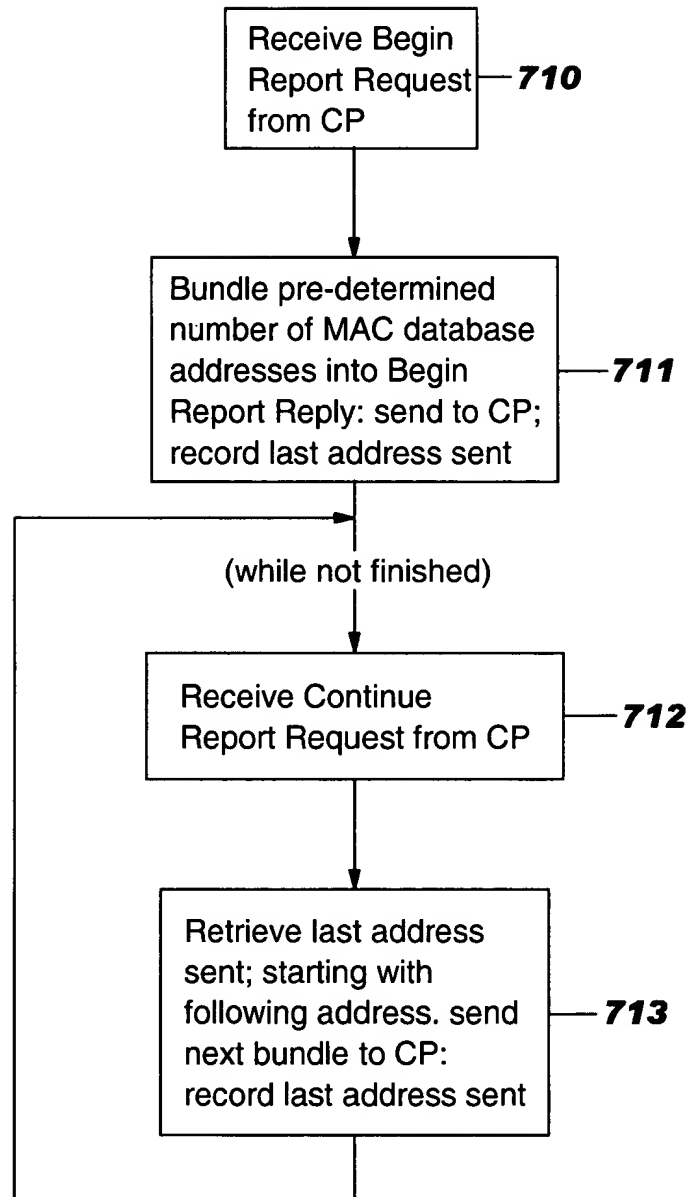 Receive Begin
Report Request
from CP
710
Bundle pre-determined
number of MAC database
addresses into Begin
Report Reply: send to CP;
record last address sent
711
(while not finished)
Receive Continue
Report Request from CP
712
Retrieve last address
sent; starting with
following address. send
next bundle to CP:
record last address sent
713